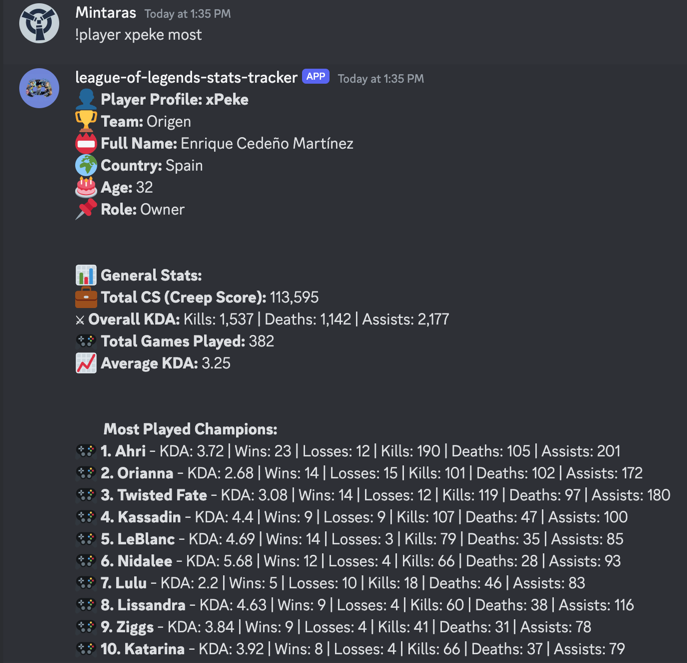 Mintaras Today at 1:35 PM
!player xpeke most
league-of-legends-stats-tracker APP Today at 1:35 PM
Player Profile: xPeke
Team: Origen
Full Name: Enrique Cedeño Martínez
Country: Spain
Age: 32
Role: Owner
General Stats:
Total CS (Creep Score): 113,595
Overall KDA: Kills: 1,537 | Deaths: 1,142 | Assists: 2,177
Total Games Played: 382
Average KDA: 3.25
Most Played Champions:
1. Ahri - KDA: 3.72 | Wins: 23 | Losses: 12 | Kills: 190 | Deaths: 105 | Assists: 201
2. Orianna - KDA: 2.68 | Wins: 14 | Losses: 15 | Kills: 101 | Deaths: 102 | Assists: 172
3. Twisted Fate - KDA: 3.08 | Wins: 14 | Losses: 12 | Kills: 119 | Deaths: 97 | Assists: 180
4. Kassadin - KDA: 4.4 | Wins: 9 | Losses: 9 | Kills: 107 | Deaths: 47 | Assists: 100
5. LeBlanc - KDA: 4.69 | Wins: 14 | Losses: 3 | Kills: 79 | Deaths: 35 | Assists: 85
6. Nidalee - KDA: 5.68 | Wins: 12 | Losses: 4 | Kills: 66 | Deaths: 28 | Assists: 93
7. Lulu - KDA: 2.2 | Wins: 5 | Losses: 10 | Kills: 18 | Deaths: 46 | Assists: 83
8. Lissandra - KDA: 4.63 | Wins: 9 | Losses: 4 | Kills: 60 | Deaths: 38 | Assists: 116
9. Ziggs - KDA: 3.84 | Wins: 9 | Losses: 4 | Kills: 41 | Deaths: 31 | Assists: 78
10. Katarina - KDA: 3.92 | Wins: 8 | Losses: 4 | Kills: 66 | Deaths: 37 | Assists: 79